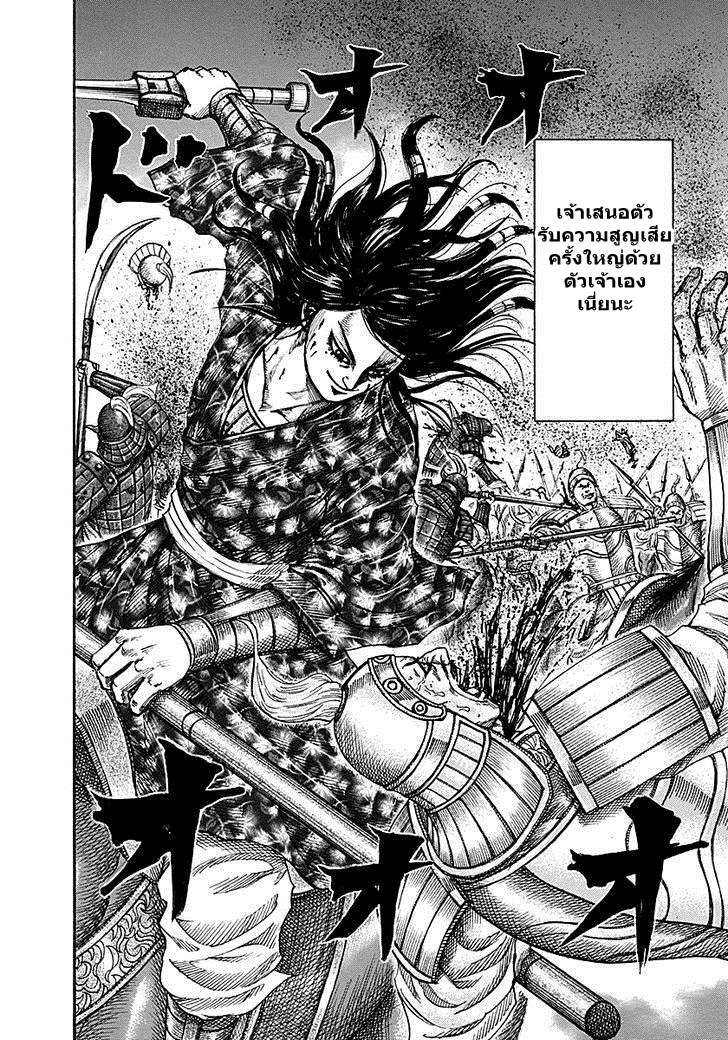 ドオオ
เจ้าเสนอตัว
รับความสูญเสีย
ครั้งใหญ่ด้วย
ตัวเจ้าเอง
เนี่ยนะ
オオオ